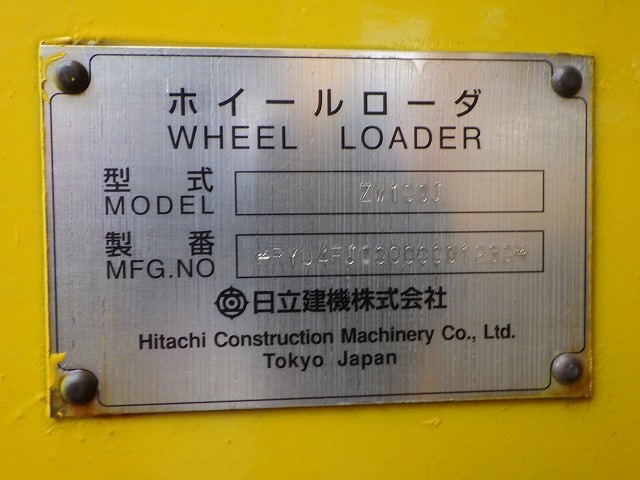 ホイールローダ
WHEEL LOADER
型式
MODEL
製番
MFG.NO
日立建機株式会社
Hitachi Construction Machinery Co., Ltd.
Tokyo Japan